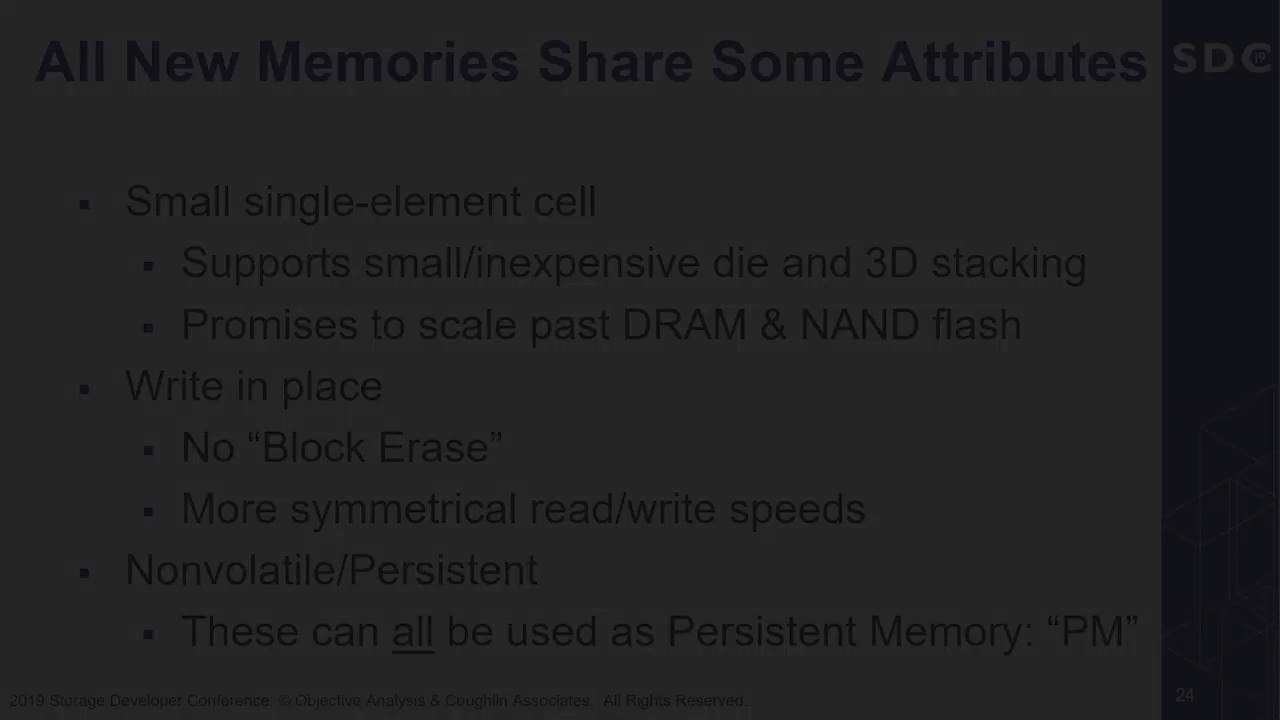 All New Memories Share Some Attributes
SDC
19
▪ Small single-element cell
▪ Supports small/inexpensive die and 3D stacking
▪ Promises to scale past DRAM & NAND flash
▪ Write in place
▪ No “Block Erase”
▪ More symmetrical read/write speeds
▪ Nonvolatile/Persistent
▪ These can all be used as Persistent Memory: “PM”
2019 Storage Developer Conference. © Objective Analysis & Coughlin Associates. All Rights Reserved.
24